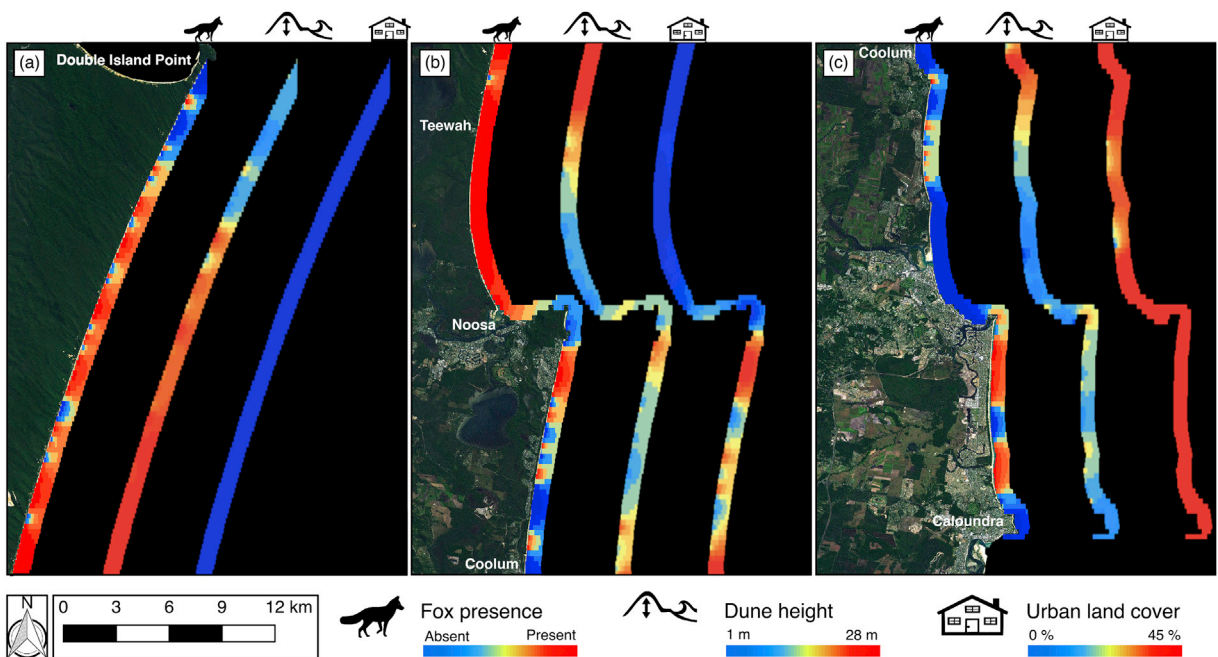 (a)
Double Island Point
(b)
Teewah
Noosa
Coolum
(c)
Coolum
Caloundra
N
0 3 6 9 12 km
Fox presence
Absent Present
Dune height
1 m 28 m
Urban land cover
0 % 45 %